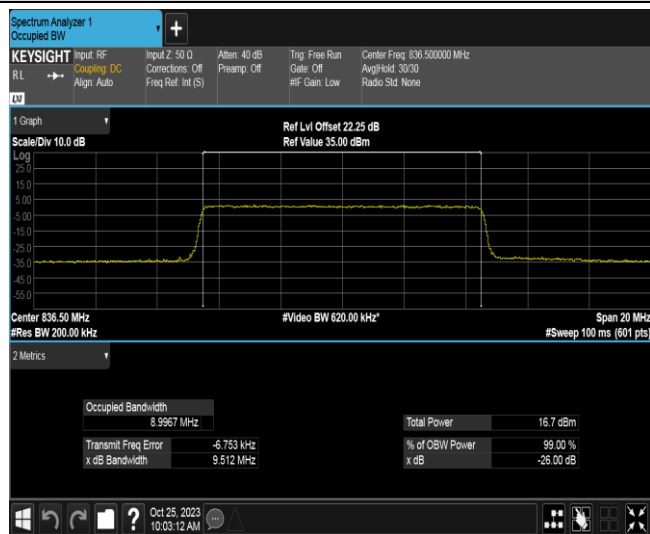 Spectrum Analyzer 1
Occupied BW
+
KEYSIGHT Input: RF Input Z: 50 Ω Atten: 40 dB Trig: Free Run Center Freq: 836.500000 MHz
RL Coupling: DC Corrections: Off Preamp: Off Gate: Off Avg|Hold: 30/30
Align: Auto Freq Ref: Int (S) #IF Gain: Low Radio Std: None
LXI
1 Graph
Ref Lvl Offset 22.25 dB
Scale/Div 10.0 dB Ref Value 35.00 dBm
Log
25.0
15.0
5.00
-5.00
-15.0
-25.0
-35.0
-45.0
-55.0
Center 836.50 MHz #Video BW 620.00 kHz* Span 20 MHz
#Res BW 200.00 kHz #Sweep 100 ms (601 pts)
2 Metrics
Occupied Bandwidth
8.9967 MHz Total Power 16.7 dBm
Transmit Freq Error -6.753 kHz % of OBW Power 99.00 %
x dB Bandwidth 9.512 MHz x dB -26.00 dB
? Oct 25, 2023
10:03:12 AM